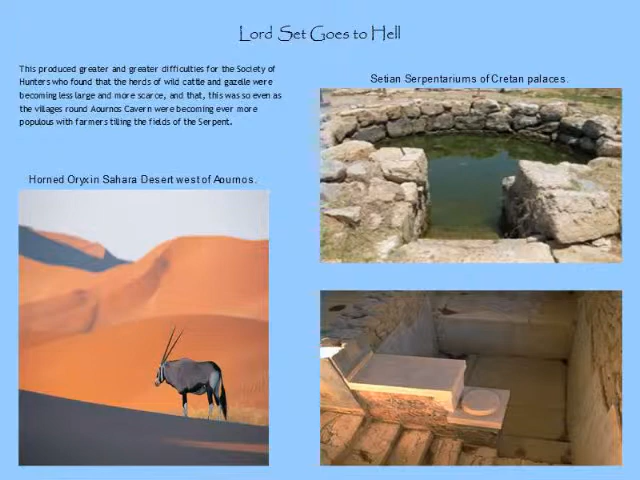 Lord Set Goes to Hell
This produced greater and greater difficulties for the Society of
Hunters who found that the herds of wild cattle and gazelle were
becoming less large and more scarce, and that, this was so even as
the villages round Aournos Cavern were becoming ever more
populous with farmers tilling the fields of the Serpent.
Setian Serpentariums of Cretan palaces.
Horned Oryx in Sahara Desert west of Aournos.